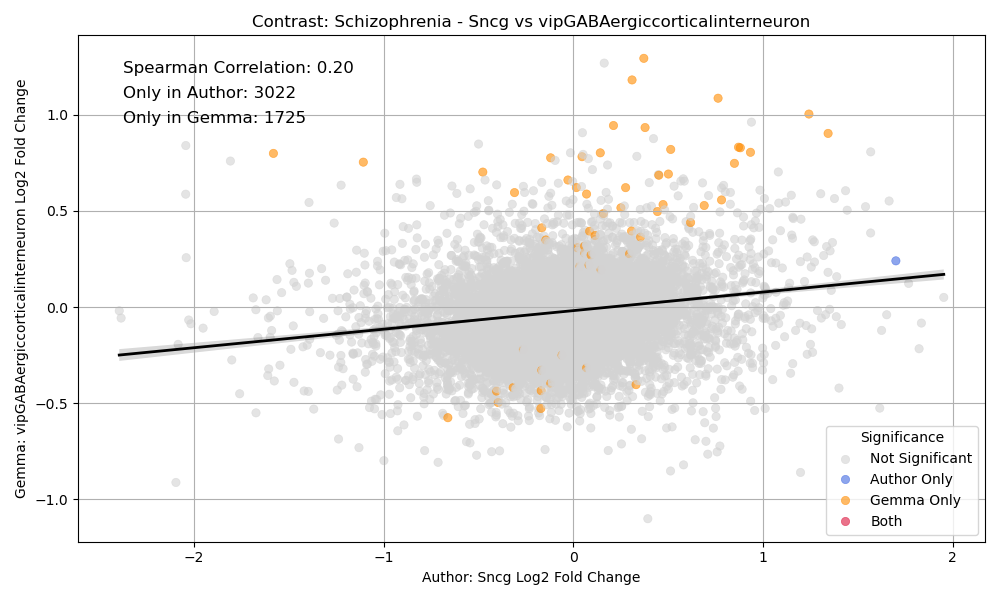 Contrast: Schizophrenia - Sncg vs vipGABAergiccorticalinterneuron
Spearman Correlation: 0.20
Only in Author: 3022
Only in Gemma: 1725
Gemma: vipGABAergiccorticalinterneuron Log2 Fold Change
1.0
0.5
0.0
−0.5
−1.0
Significance
Not Significant
Author Only
Gemma Only
Both
−2
−1
0
1
2
Author: Sncg Log2 Fold Change